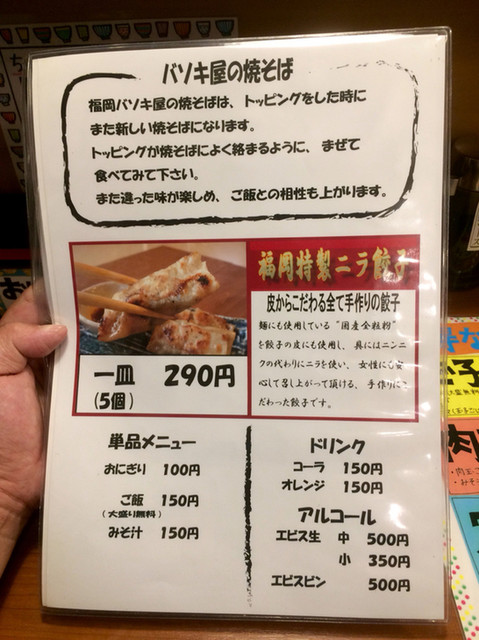 バソキ屋の焼そば
福岡バソキ屋の焼そばは、トッピングをした時に
また新しい焼そばになります。
トッピングが焼そばによく絡まるように、まぜて
食べてみて下さい。
また違った味が楽しめ、ご飯との相性も上がります。
福岡特製ニラ餃子
皮からこだわる全て手作りの餃子
麺にも使用している“国産全粒粉”
を餃子の皮にも使用し、具にはニンニ
クの代わりにニラを使い、女性にも安
心して召し上がって頂ける、手作りにこ
だわった餃子です。
一皿 290円
(5個)
単品メニュー
おにぎり 100円
ご飯 150円
(大盛り無料)
みそ汁 150円
ドリンク
コーラ 150円
オレンジ 150円
アルコール
エビス生 中 500円
小 350円
エビスビン 500円
肉